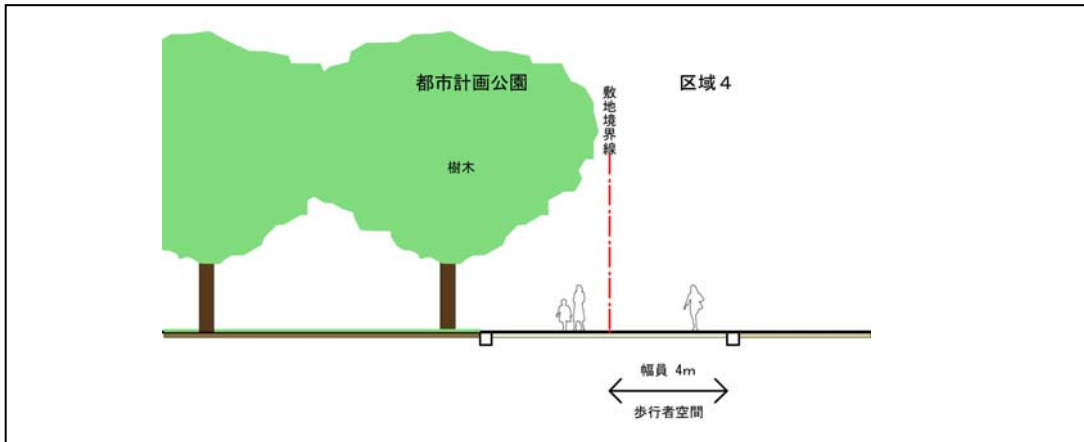 都市計画公園
区域４
敷地境界線
樹木
幅員 4m
歩行者空間